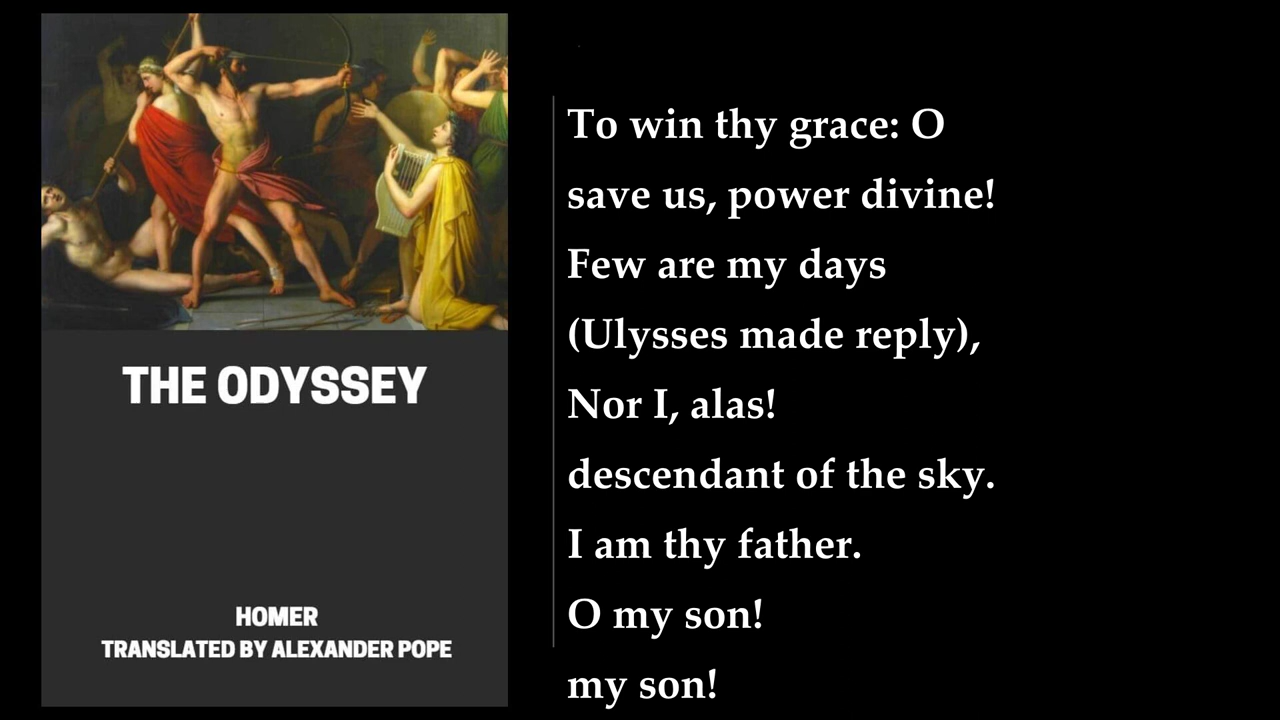 THE ODYSSEY
HOMER
TRANSLATED BY ALEXANDER POPE
To win thy grace: O
save us, power divine!
Few are my days
(Ulysses made reply),
Nor I, alas!
descendant of the sky.
I am thy father.
O my son!
my son!